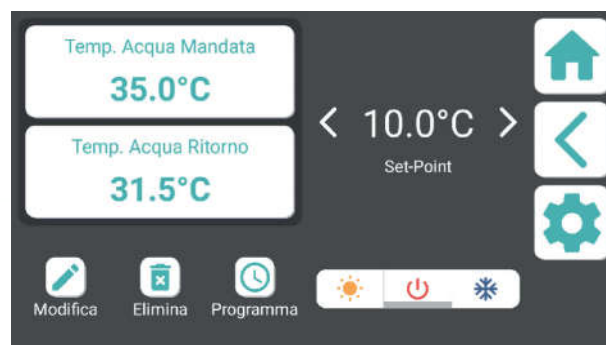 Temp. Acqua Mandata
35.0°C
Temp. Acqua Ritorno
31.5°C
10.0°C
Set-Point
Modifica
Elimina
Programma